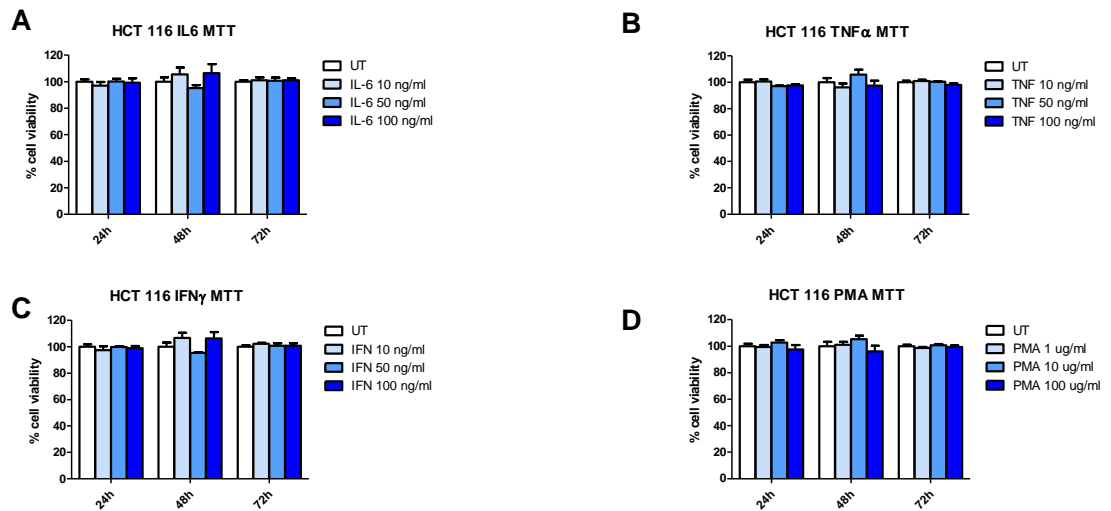 A
HCT 116 IL6 MTT
% cell viability
120
100
80
60
40
20
0
24h
48h
72h
UT
IL-6 10 ng/ml
IL-6 50 ng/ml
IL-6 100 ng/ml
B
HCT 116 TNFα MTT
% cell viability
120
100
80
60
40
20
0
24h
48h
72h
UT
TNF 10 ng/ml
TNF 50 ng/ml
TNF 100 ng/ml
C
HCT 116 IFNγ MTT
% cell viability
120
100
80
60
40
20
0
24h
48h
72h
UT
IFN 10 ng/ml
IFN 50 ng/ml
IFN 100 ng/ml
D
HCT 116 PMA MTT
% cell viability
120
100
80
60
40
20
0
24h
48h
72h
UT
PMA 1 ug/ml
PMA 10 ug/ml
PMA 100 ug/ml